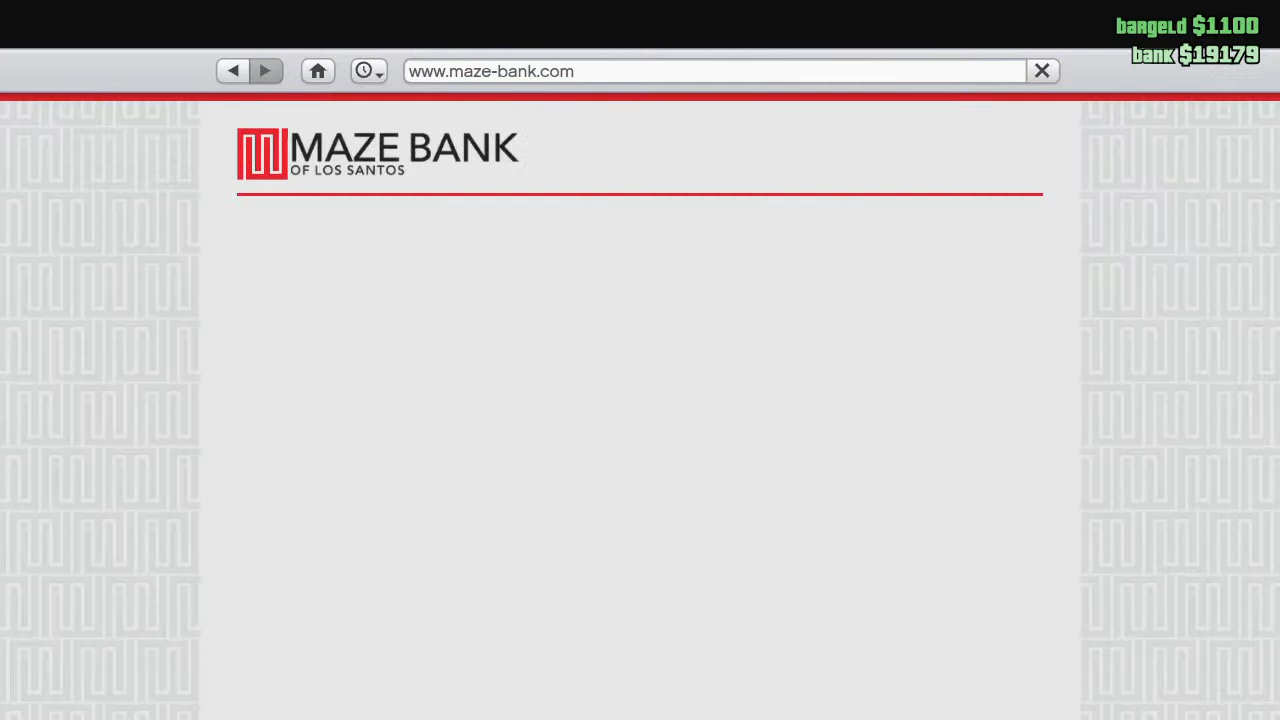 bargeld $1100
bank $19179
www.maze-bank.com
MAZE BANK
OF LOS SANTOS